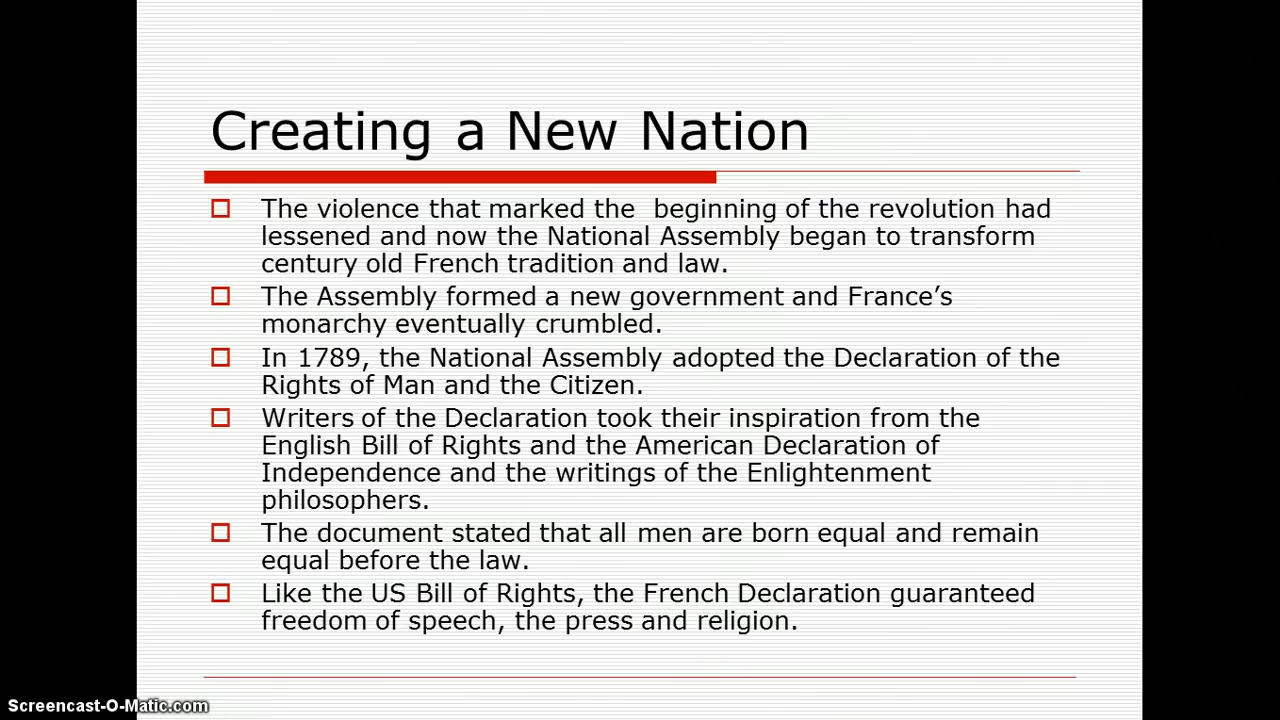 Creating a New Nation
The violence that marked the  beginning of the revolution had
lessened and now the National Assembly began to transform
century old French tradition and law.
The Assembly formed a new government and France’s
monarchy eventually crumbled.
In 1789, the National Assembly adopted the Declaration of the
Rights of Man and the Citizen.
Writers of the Declaration took their inspiration from the
English Bill of Rights and the American Declaration of
Independence and the writings of the Enlightenment
philosophers.
The document stated that all men are born equal and remain
equal before the law.
Like the US Bill of Rights, the French Declaration guaranteed
freedom of speech, the press and religion.
Screencast-O-Matic.com